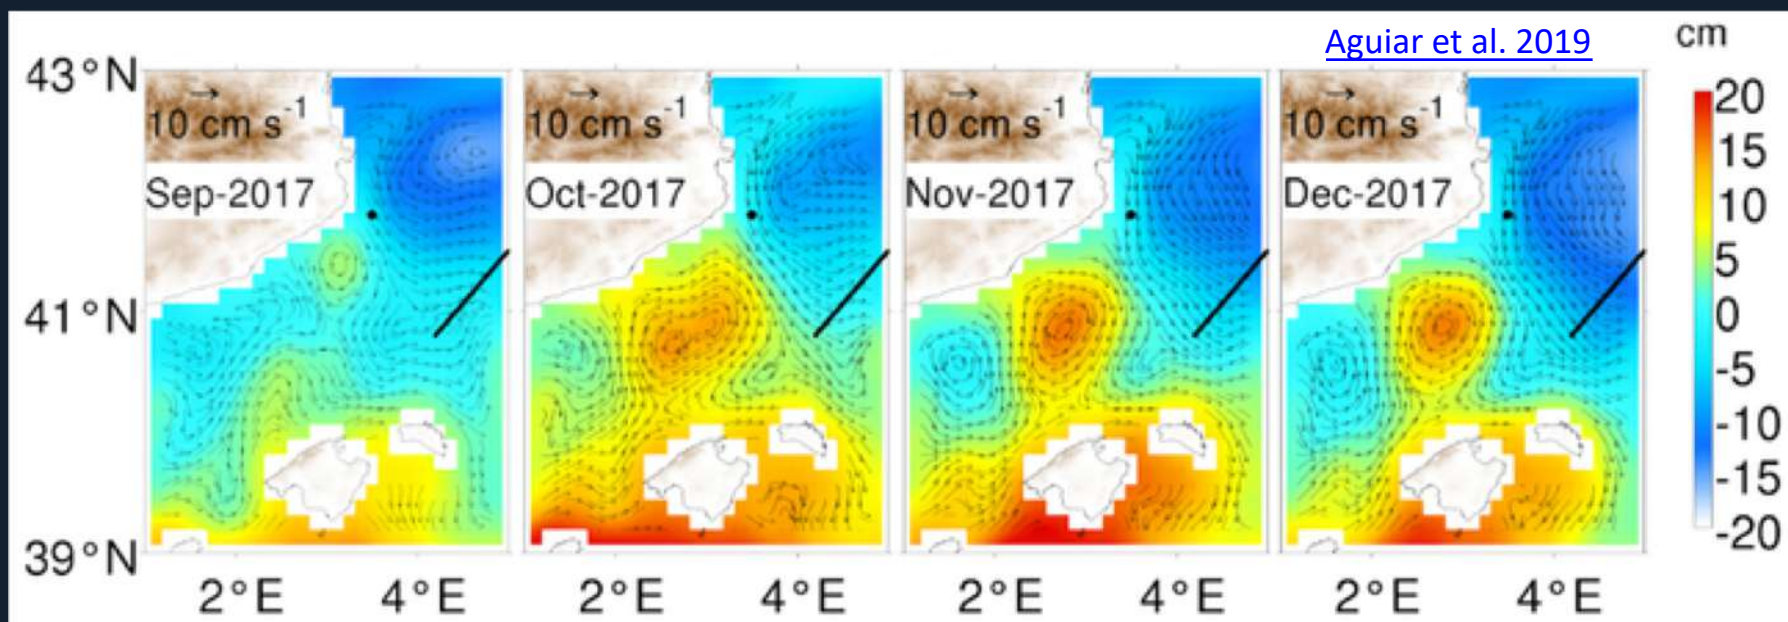 Aguiar et al. 2019
cm
43°N
41°N
39°N
10 cm s-1
Sep-2017
10 cm s-1
Oct-2017
10 cm s-1
Nov-2017
10 cm s-1
Dec-2017
20
15
10
5
0
-5
-10
-15
-20
2°E
4°E
2°E
4°E
2°E
4°E
2°E
4°E